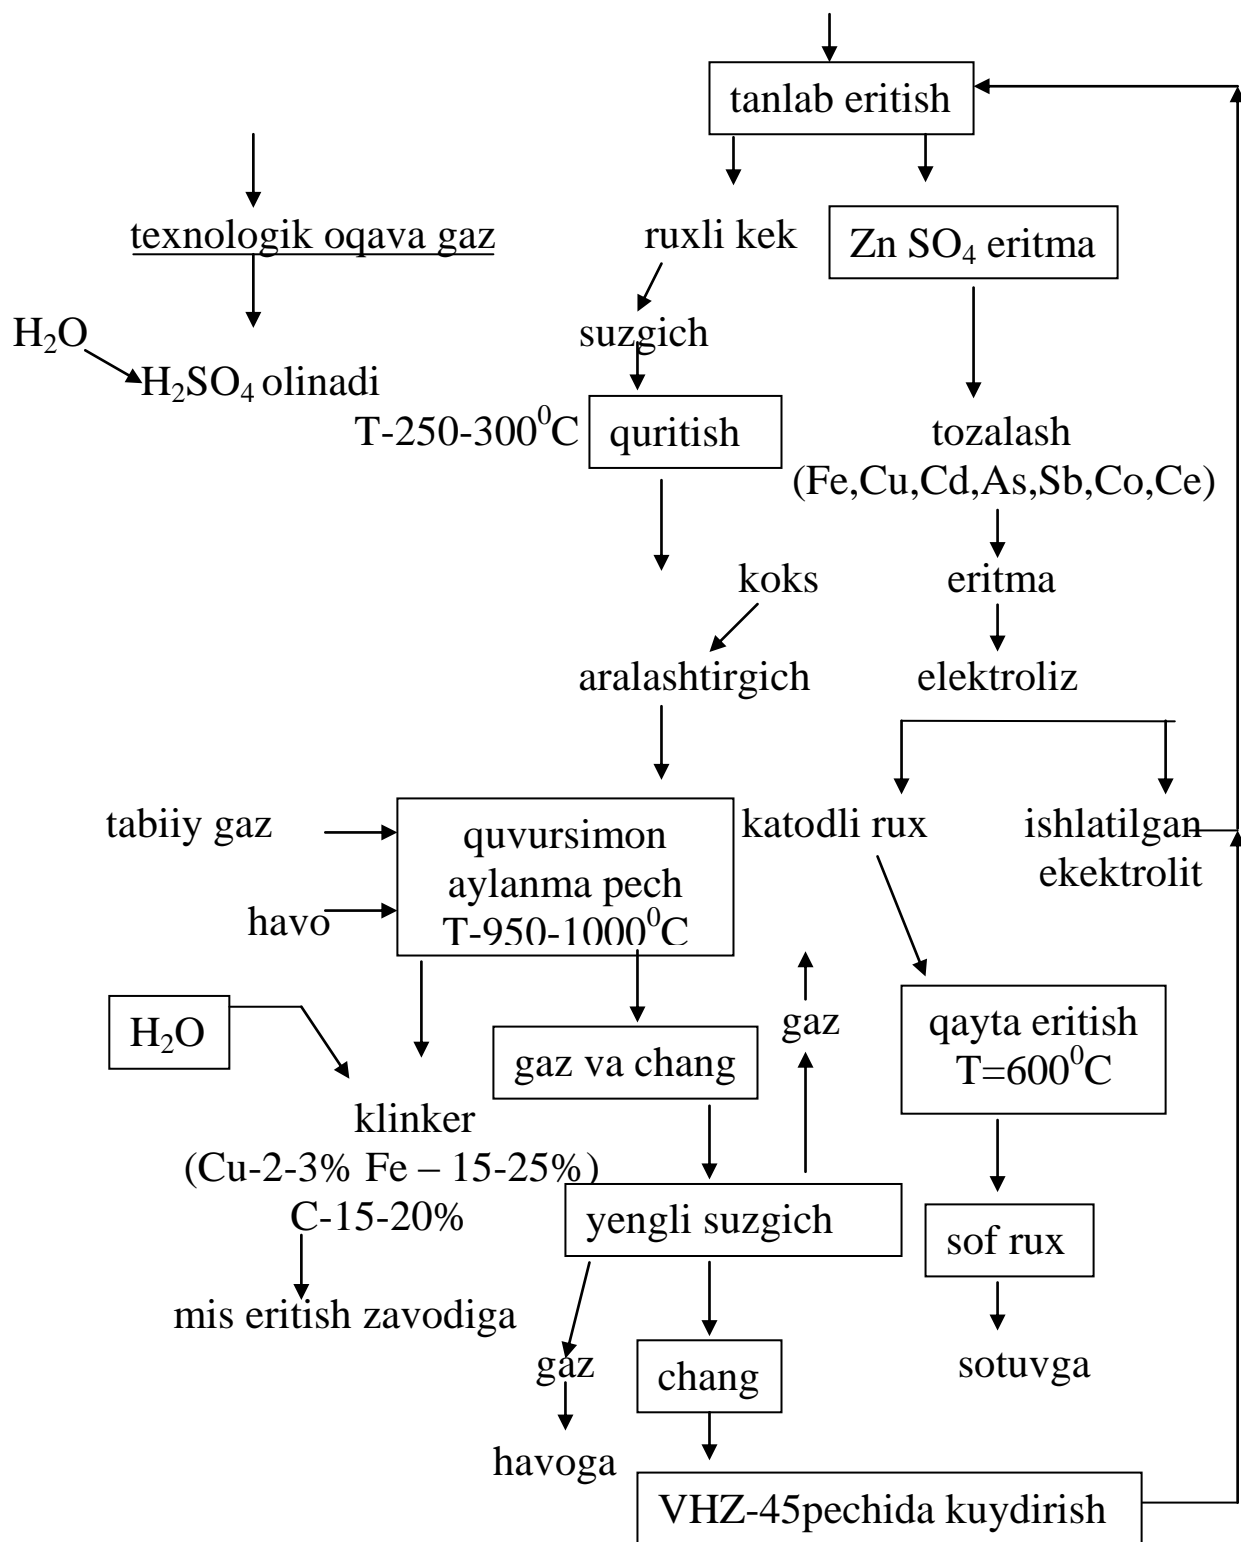 tanlab eritish
texnologik oqava gaz
ruxli kek
Zn SO₄ eritma
H₂O
suzgich
H₂SO₄ olinadi
T-250-300⁰C
quritish
tozalash
(Fe,Cu,Cd,As,Sb,Co,Ce)
koks
eritma
aralashtirgich
elektroliz
tabiiy gaz
quvursimon
aylanma pech
T-950-1000⁰C
havo
katodli rux
ishlatilgan
ekektrolit
H₂O
gaz va chang
gaz
qayta eritish
T=600⁰C
klinker
(Cu-2-3% Fe – 15-25%)
C-15-20%
yengli suzgich
sof rux
mis eritish zavodiga
gaz
chang
sotuvga
havoga
VHZ-45pechida kuydirish